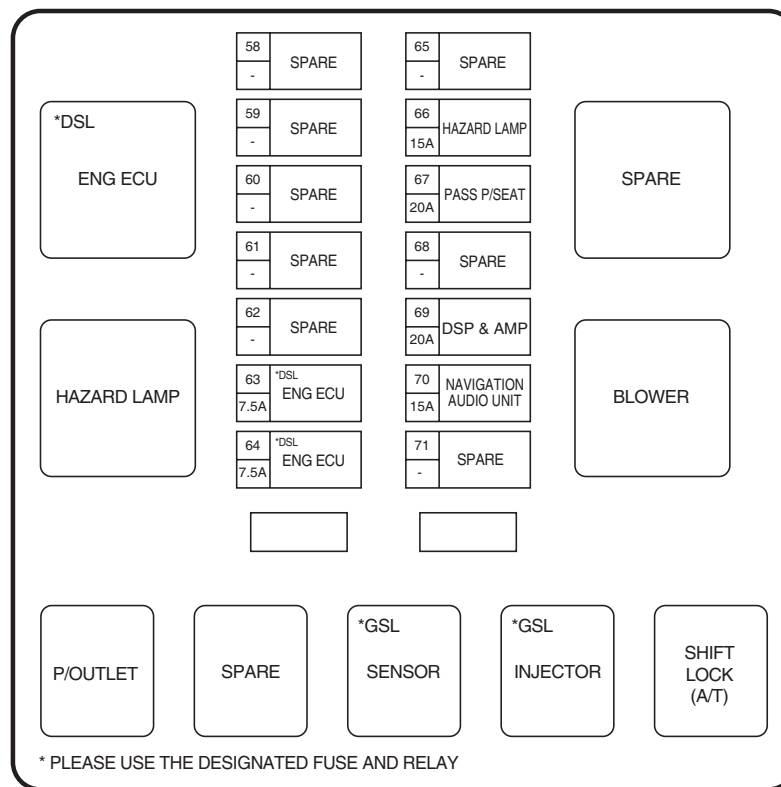 58
-
SPARE
65
-
SPARE
*DSL
ENG ECU
59
-
SPARE
66
15A
HAZARD LAMP
SPARE
60
-
SPARE
67
20A
PASS P/SEAT
61
-
SPARE
68
-
SPARE
62
-
SPARE
69
20A
DSP & AMP
HAZARD LAMP
63
7.5A
*DSL
ENG ECU
70
15A
NAVIGATION
AUDIO UNIT
BLOWER
64
7.5A
*DSL
ENG ECU
71
-
SPARE
P/OUTLET
SPARE
*GSL
SENSOR
*GSL
INJECTOR
SHIFT
LOCK
(A/T)
* PLEASE USE THE DESIGNATED FUSE AND RELAY